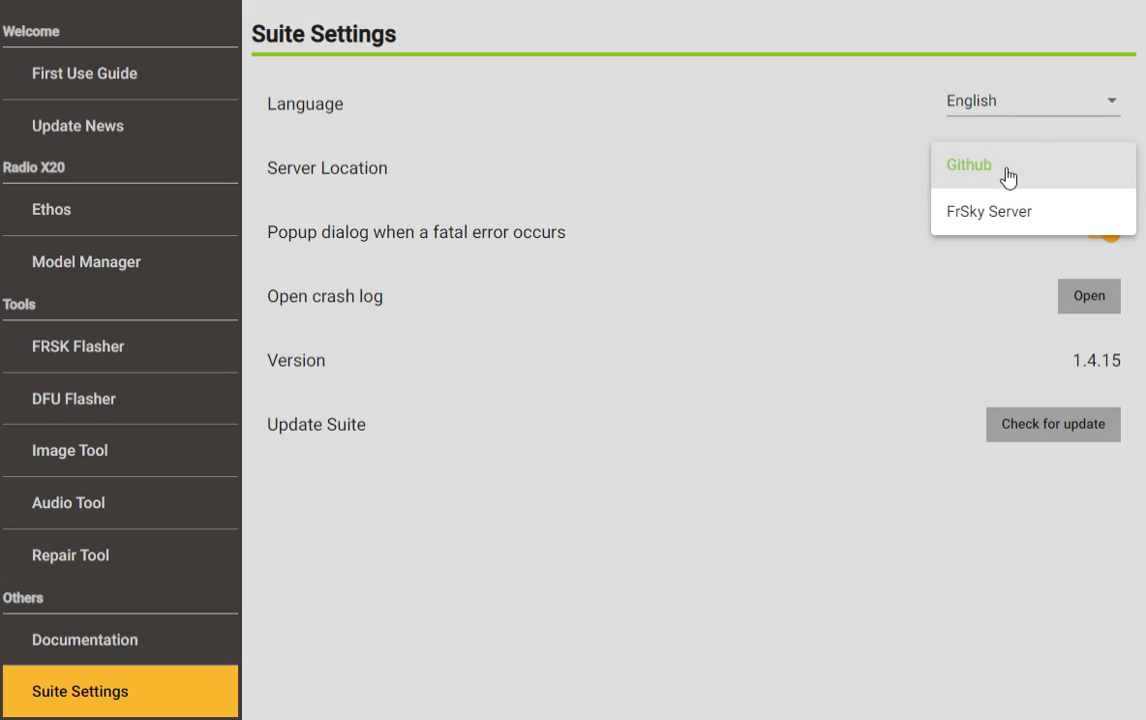 Welcome
First Use Guide
Update News
Radio X20
Ethos
Model Manager
Tools
FRSK Flasher
DFU Flasher
Image Tool
Audio Tool
Repair Tool
Others
Documentation
Suite Settings
Suite Settings
Language
English
Server Location
Github
FrSky Server
Popup dialog when a fatal error occurs
Open crash log
Open
Version
1.4.15
Update Suite
Check for update